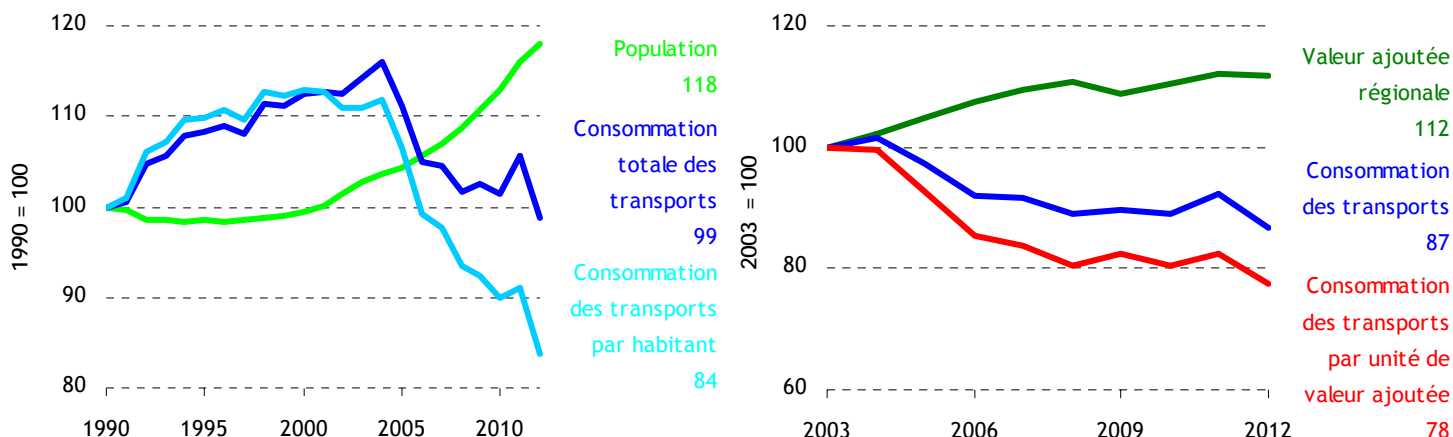 120
110
100
90
80
1990 = 100
1990
1995
2000
2005
2010
Population
118
Consommation
totale des
transports
99
Consommation
des transports
par habitant
84
120
100
80
60
2003 = 100
2003
2006
2009
2012
Valeur ajoutée
régionale
112
Consommation
des transports
87
Consommation
des transports
par unité de
valeur ajoutée
78